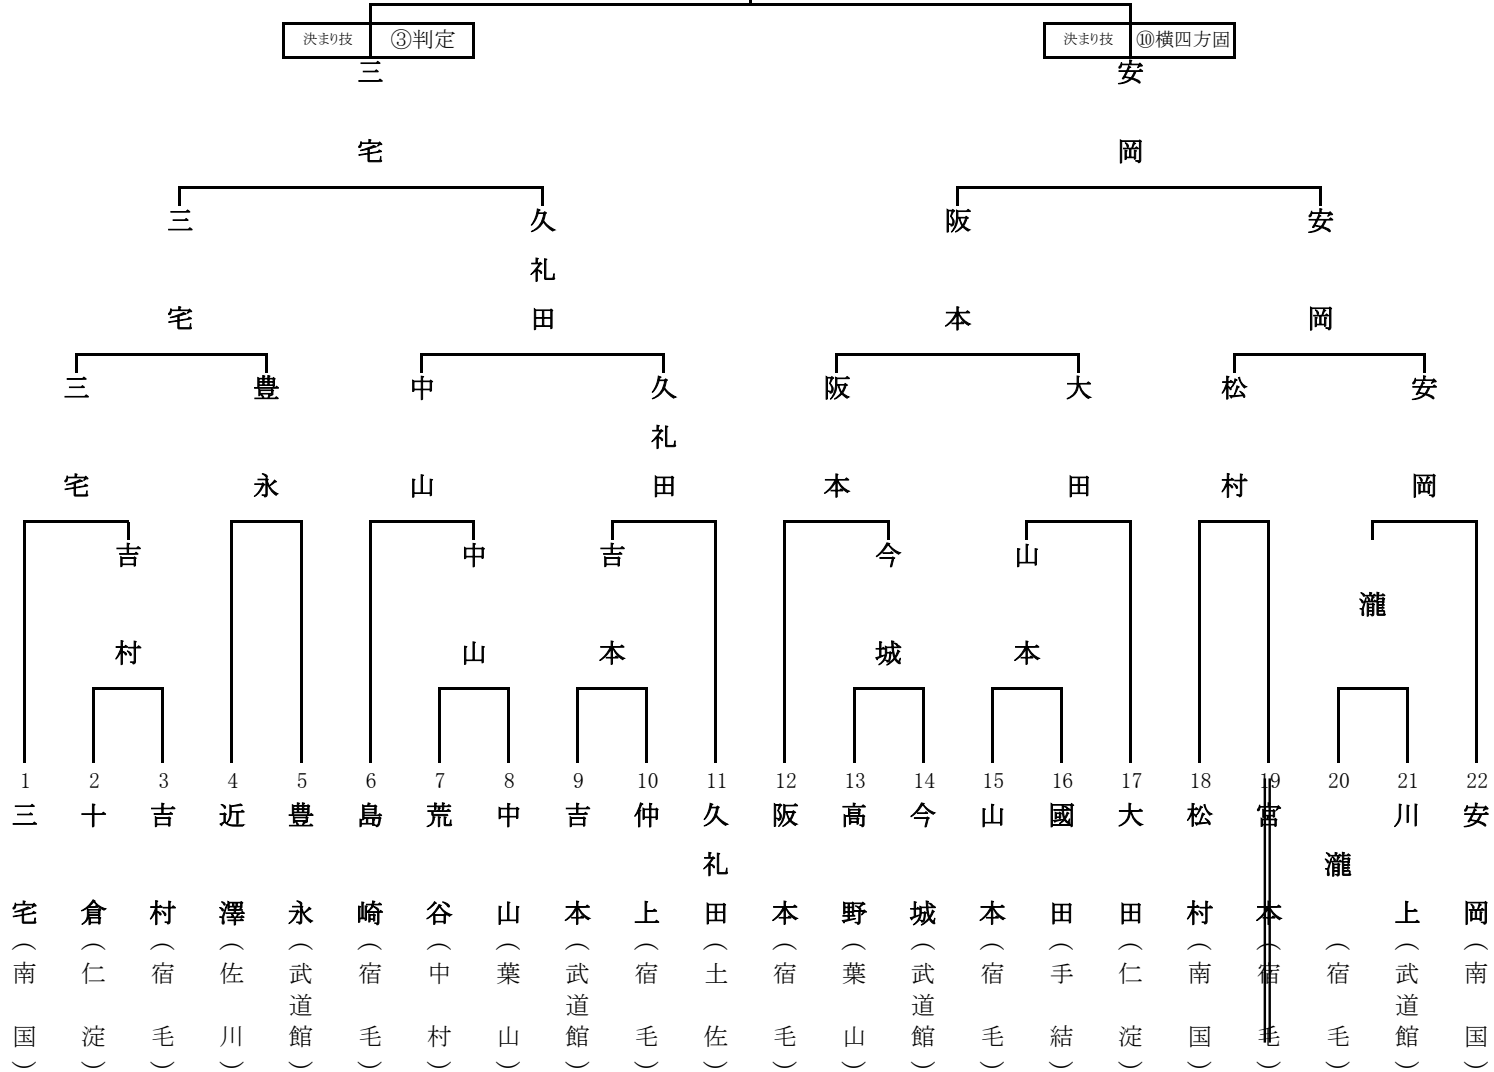 決まり技 ③判定
決まり技 ⑩横四方固
三宅
安岡
三宅
久礼田
阪本
安岡
三宅
豊永
中山
久礼田
阪本
大田
松村
安岡
吉村
中山
吉本
今城
山本
瀧
1 三宅（南国）
2 十倉（仁淀）
3 吉村（宿毛）
4 近澤（佐川）
5 豊永（武道館）
6 島崎（宿毛）
7 荒谷（中村）
8 中山（葉山）
9 吉本（武道館）
10 仲上（宿毛）
11 久礼田（土佐）
12 阪本（宿毛）
13 高野（葉山）
14 今城（武道館）
15 山本（宿毛）
16 國田（手結）
17 大田（仁淀）
18 松村（南国）
19 宮本（宿毛）
20 瀧（宿毛）
21 川上（武道館）
22 安岡（南国）